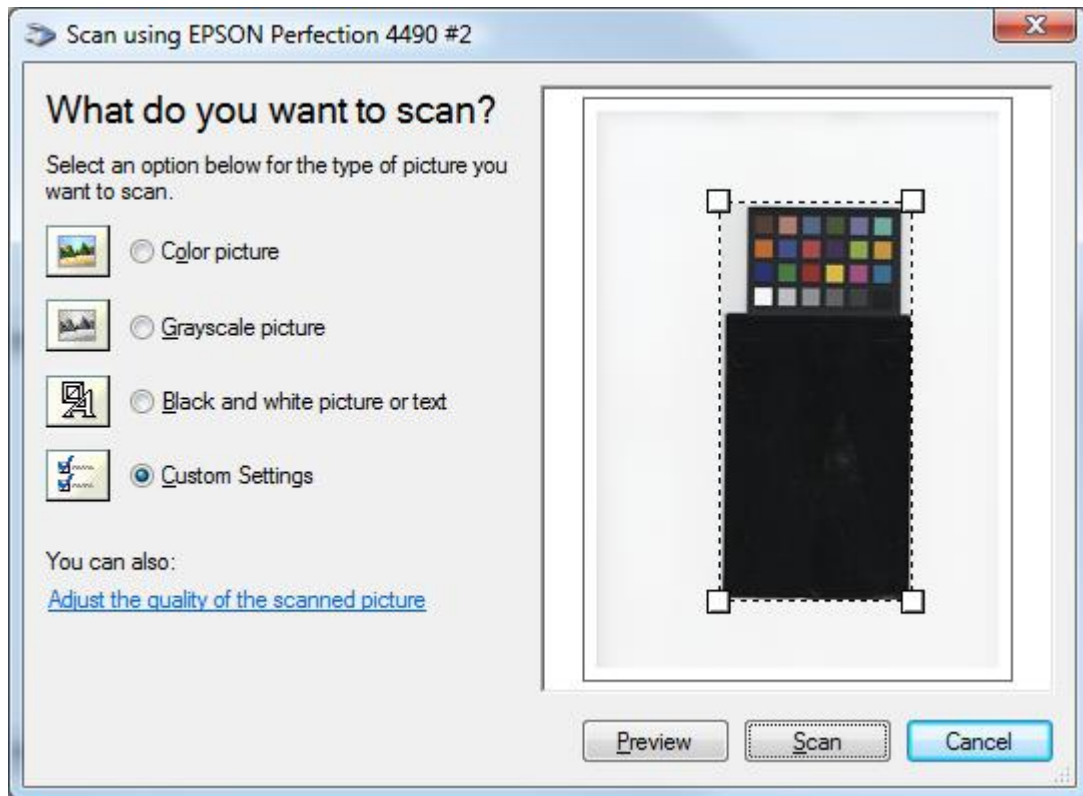 Scan using EPSON Perfection 4490 #2
What do you want to scan?
Select an option below for the type of picture you
want to scan.
Color picture
Grayscale picture
Black and white picture or text
Custom Settings
You can also:
Adjust the quality of the scanned picture
Preview
Scan
Cancel